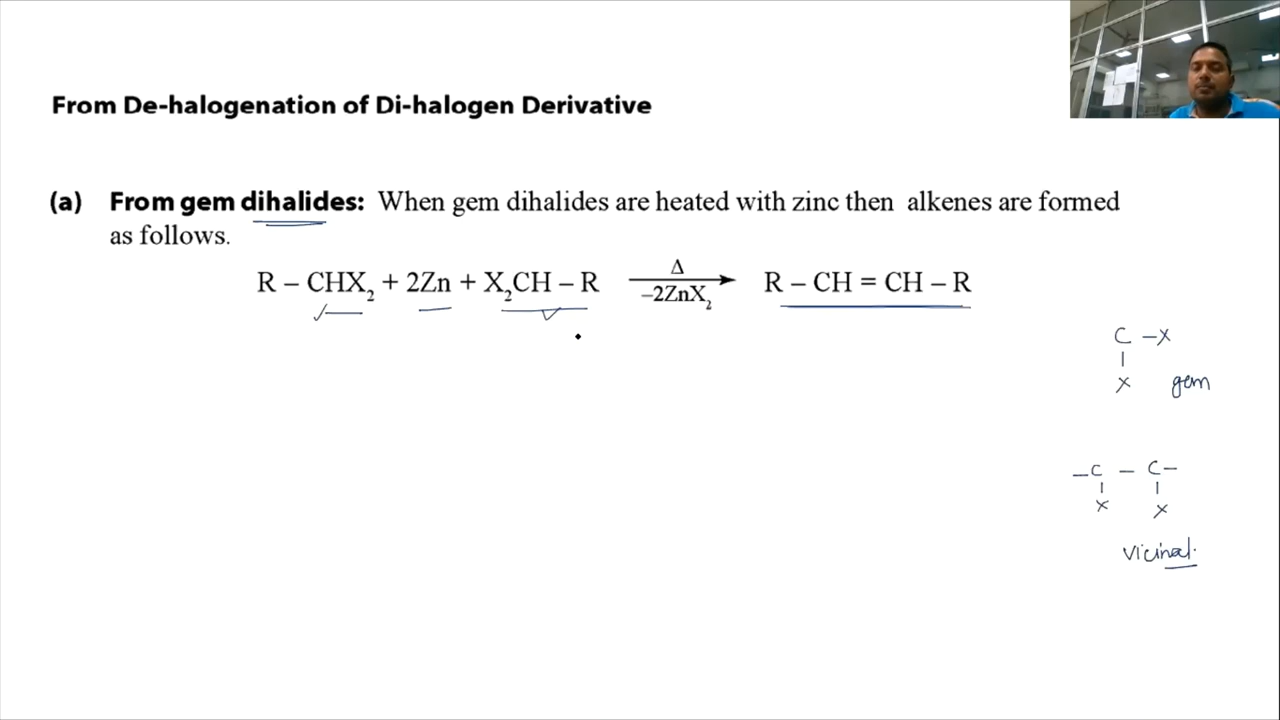 From De-halogenation of Di-halogen Derivative
(a) From gem dihalides: When gem dihalides are heated with zinc then alkenes are formed
as follows.
R – CHX₂ + 2Zn + X₂CH – R Δ –2ZnX₂ R – CH = CH – R
C – X
|
X gem
– C – C –
| |
X X
Vicinal.